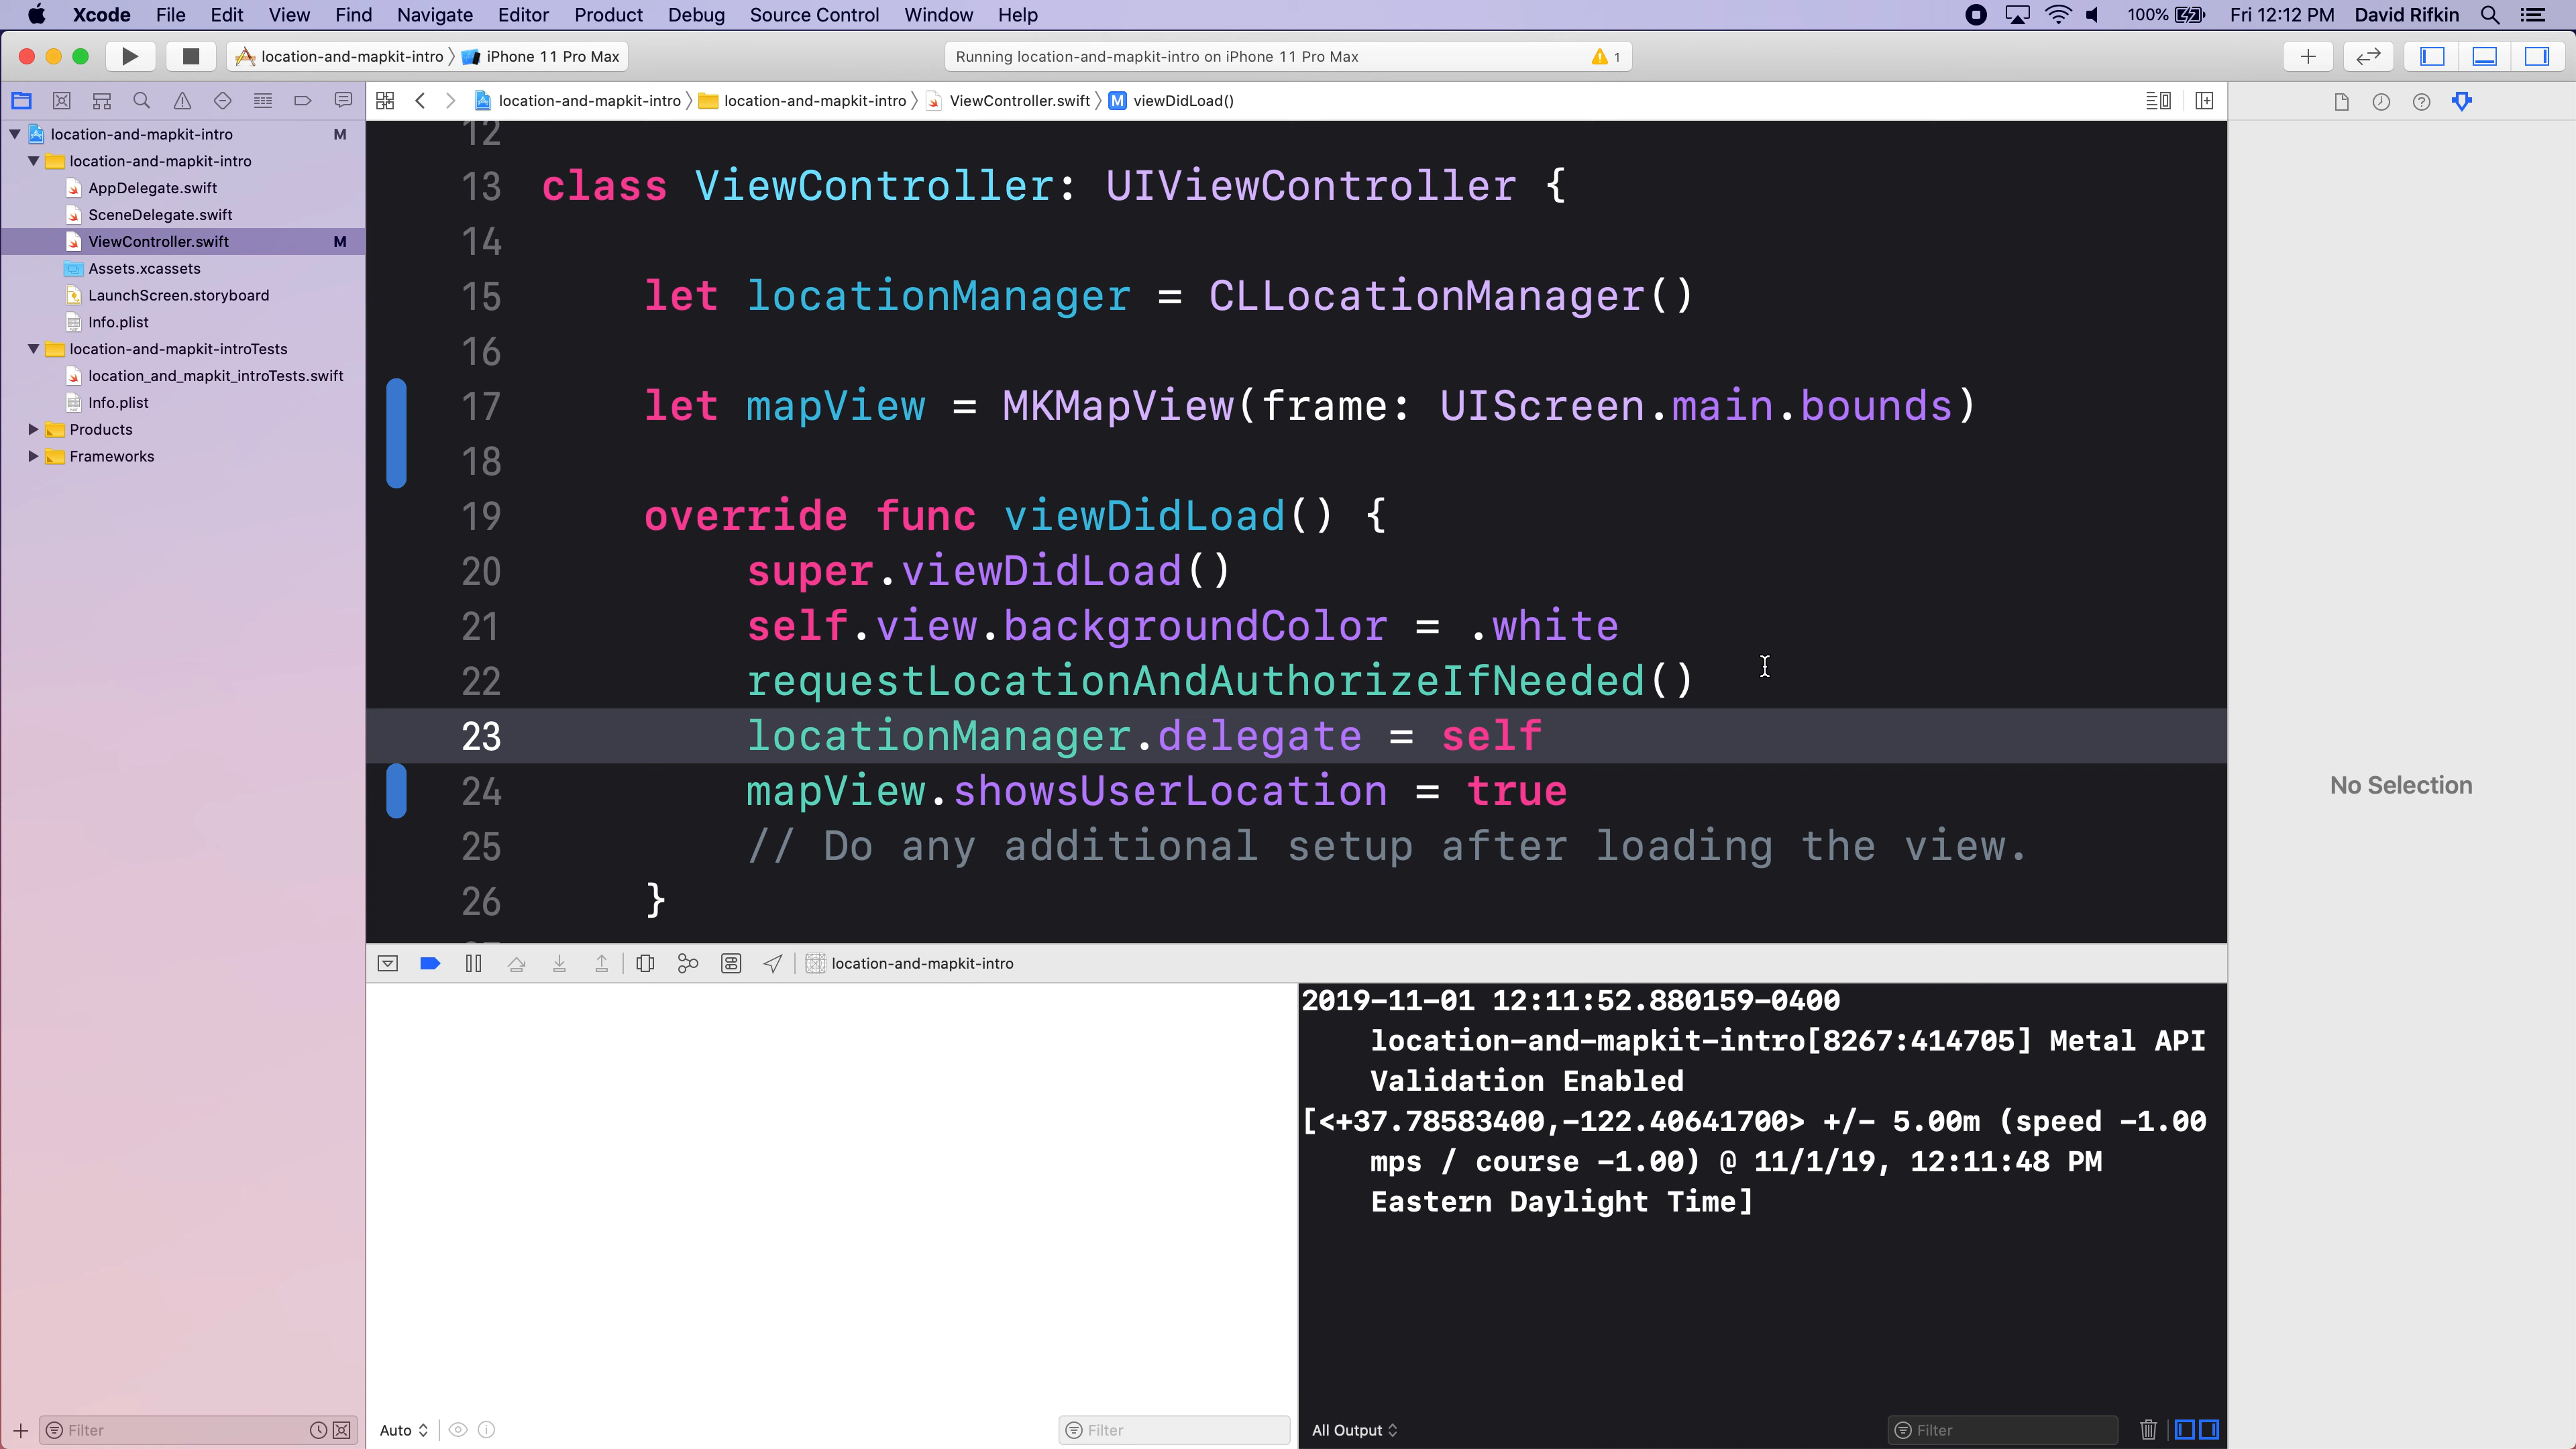 Xcode File Edit View Find Navigate Editor Product Debug Source Control Window Help 100% Fri 12:12 PM David Rifkin
location-and-mapkit-intro iPhone 11 Pro Max Running location-and-mapkit-intro on iPhone 11 Pro Max 1
location-and-mapkit-intro location-and-mapkit-intro ViewController.swift M viewDidLoad()
location-and-mapkit-intro M
location-and-mapkit-intro
AppDelegate.swift
SceneDelegate.swift
ViewController.swift M
Assets.xcassets
LaunchScreen.storyboard
Info.plist
location-and-mapkit-introTests
location_and_mapkit_introTests.swift
Info.plist
Products
Frameworks
Filter
12
13 class ViewController: UIViewController {
14
15 let locationManager = CLLocationManager()
16
17 let mapView = MKMapView(frame: UIScreen.main.bounds)
18
19 override func viewDidLoad() {
20 super.viewDidLoad()
21 self.view.backgroundColor = .white
22 requestLocationAndAuthorizeIfNeeded()
23 locationManager.delegate = self
24 mapView.showsUserLocation = true
25 // Do any additional setup after loading the view.
26 }
location-and-mapkit-intro
Auto Filter
2019-11-01 12:11:52.880159-0400
location-and-mapkit-intro[8267:414705] Metal API
Validation Enabled
[<+37.78583400,-122.40641700> +/- 5.00m (speed -1.00
mps / course -1.00) @ 11/1/19, 12:11:48 PM
Eastern Daylight Time]
All Output Filter
No Selection